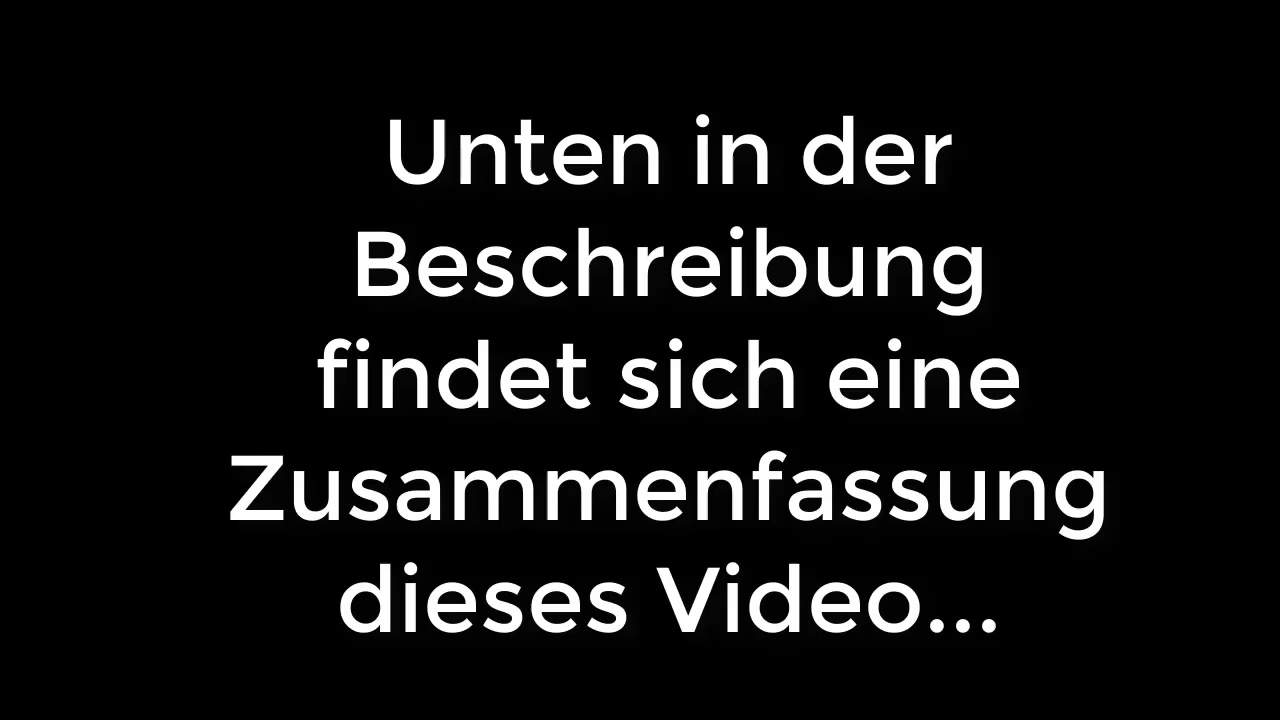 Unten in der
Beschreibung
findet sich eine
Zusammenfassung
dieses Video...